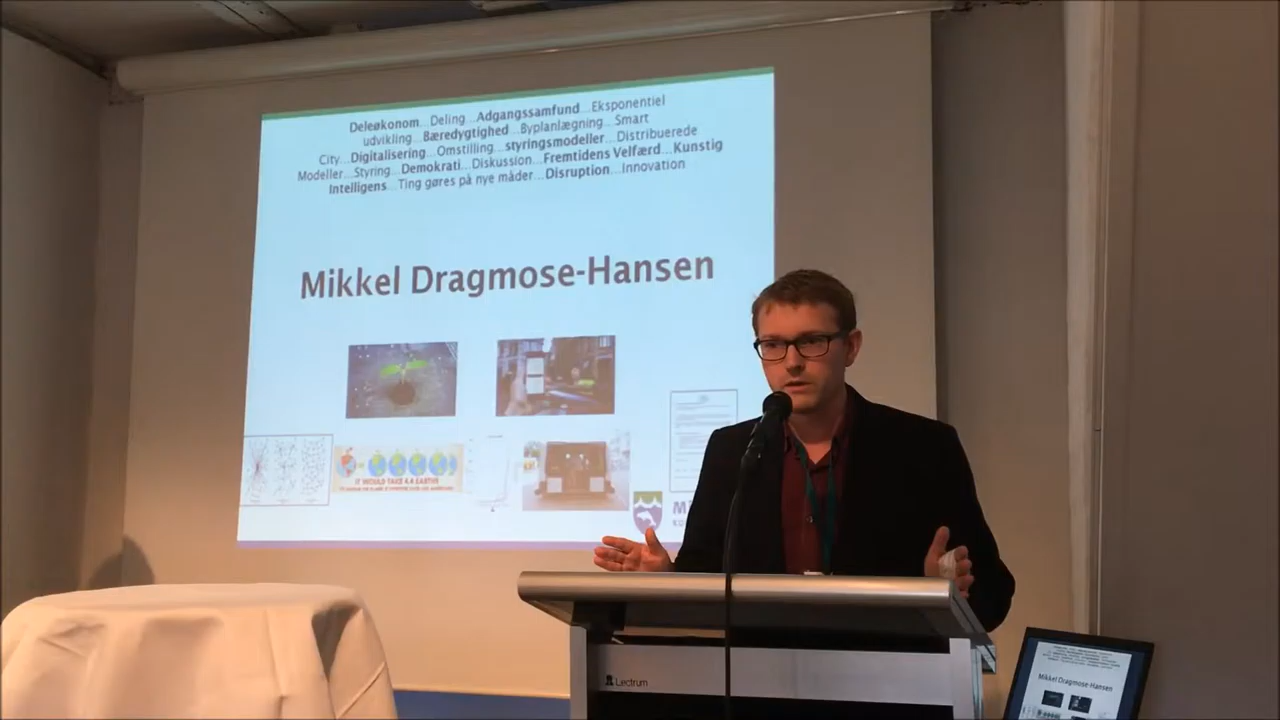 Deleøkonom...Deling...Adgangssamfund...Eksponentiel
udvikling...Bæredygtighed...Byplanlægning...Smart
City...Digitalisering...Omstilling...styringsmodeller...Distribuerede
Modeller...Styring...Demokrati...Diskussion...Fremtidens Velfærd...Kunstig
Intelligens...Ting gøres på nye måder...Disruption...Innovation
Mikkel Dragmose-Hansen
IT WOULD TAKE 4.4 EARTHS
Lectrum
Mikkel Dragmose-Hansen